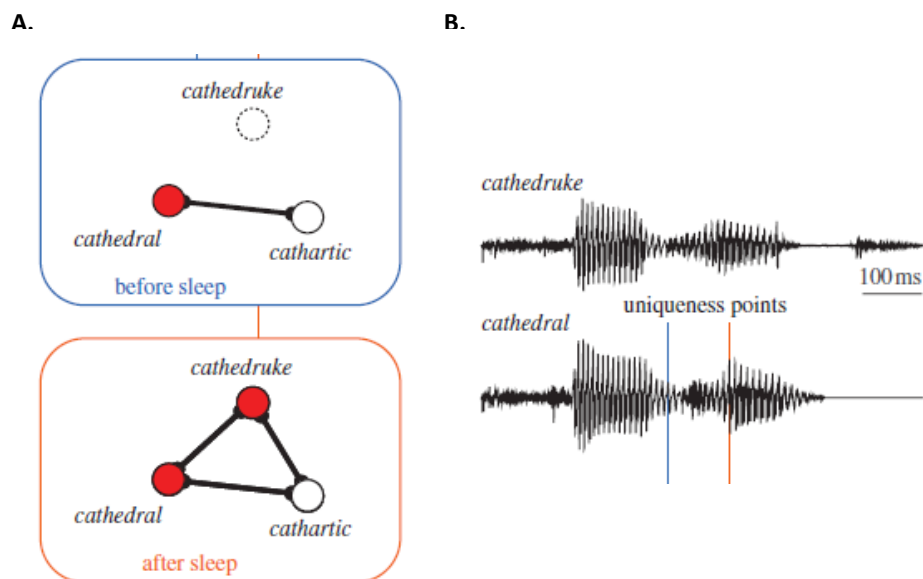 A.
cathedruke
cathedral
cathartic
before sleep
cathedruke
cathedral
cathartic
after sleep
B.
cathedruke
100 ms
uniqueness points
cathedral